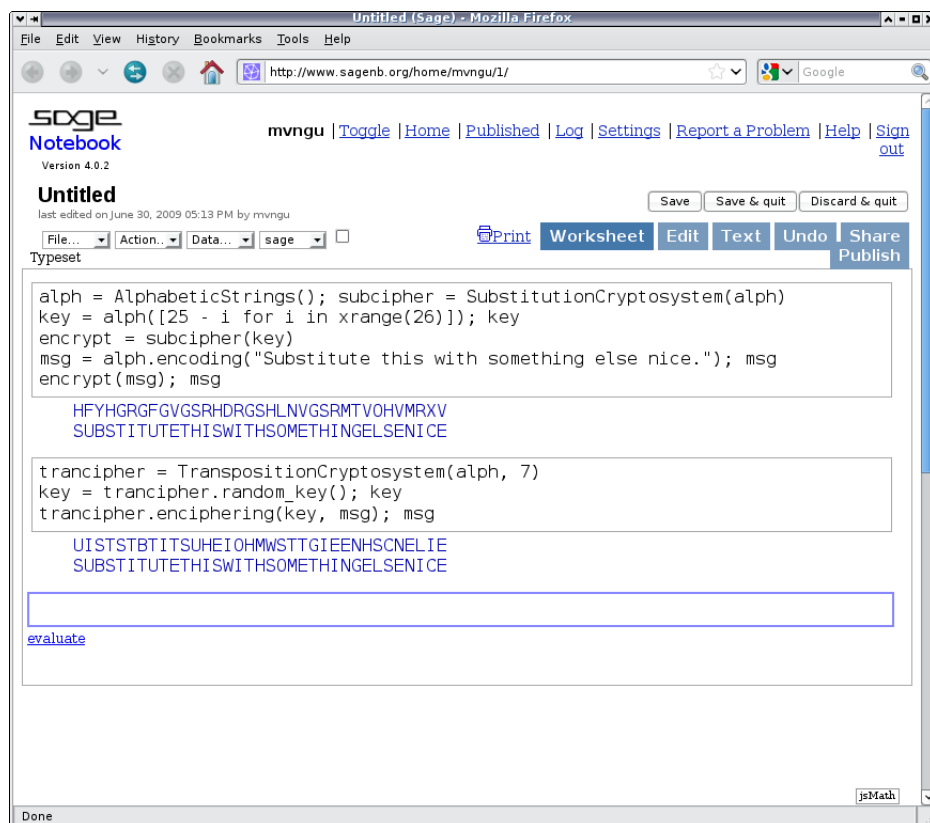 Untitled (Sage) - Mozilla Firefox
File Edit View History Bookmarks Tools Help
http://www.sagenb.org/home/mvngu/1/ Google
sage
Notebook
Version 4.0.2
mvngu | Toggle | Home | Published | Log | Settings | Report a Problem | Help | Sign
out
Untitled
last edited on June 30, 2009 05:13 PM by mvngu
Save Save & quit Discard & quit
File... Action.. Data... sage
Typeset
Print Worksheet Edit Text Undo Share
Publish
alph = AlphabeticStrings(); subcipher = SubstitutionCryptosystem(alph)
key = alph([25 - i for i in xrange(26)]); key
encrypt = subcipher(key)
msg = alph.encoding("Substitute this with something else nice."); msg
encrypt(msg); msg
HFYHGRGFGVGSRHDRGSHLNVGSRMTVOHVMRXV
SUBSTITUTETHISWITHSOMETHINGELSENICE
trancipher = TranspositionCryptosystem(alph, 7)
key = trancipher.random_key(); key
trancipher.enciphering(key, msg); msg
UISTSTBTITSUHEIOHMWSTTGIEENHSCNELIE
SUBSTITUTETHISWITHSOMETHINGELSENICE
evaluate
jsMath
Done